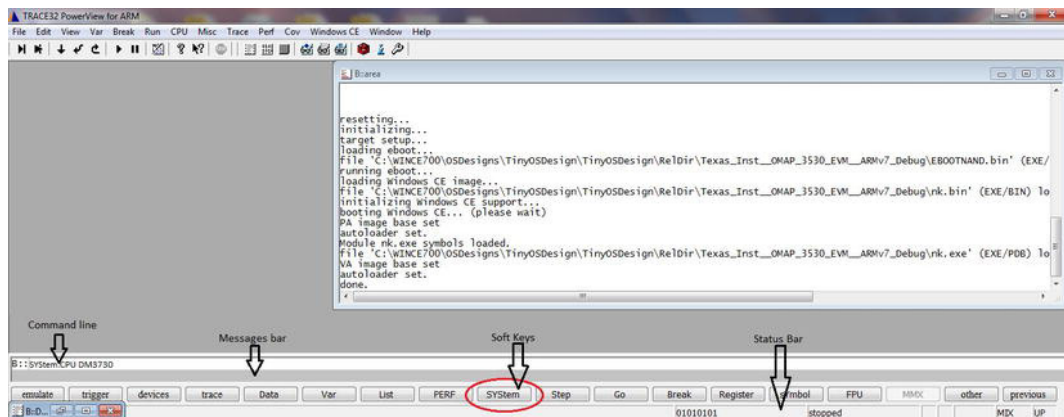 TRACE32 PowerView for ARM
File Edit View Var Break Run CPU Misc Trace Perf Cov Windows CE Window Help
B::area
resetting...
initializing...
target setup...
loading eboot...
file 'C:\WINCE700\OSDesigns\TinyOSDesign\TinyOSDesign\RelDir\Texas_Inst__OMAP_3530_EVM__ARMv7_Debug\EBOOTNAND.bin' (EXE/
running eboot...
loading Windows CE image...
file 'C:\WINCE700\OSDesigns\TinyOSDesign\TinyOSDesign\RelDir\Texas_Inst__OMAP_3530_EVM__ARMv7_Debug\nk.bin' (EXE/BIN) lo
initializing Windows CE support...
booting Windows CE... (please wait)
PA image base set
autoloader set.
Module nk.exe symbols loaded.
file 'C:\WINCE700\OSDesigns\TinyOSDesign\TinyOSDesign\RelDir\Texas_Inst__OMAP_3530_EVM__ARMv7_Debug\nk.exe' (EXE/PDB) lo
VA image base set
autoloader set.
done.
Command line
Messages bar
Soft Keys
Status Bar
B::SYStem.CPU DM3730
emulate trigger devices trace Data Var List PERF SYStem Step Go Break Register symbol FPU MMX other previous
B::D... 01010101 stopped MIX UP